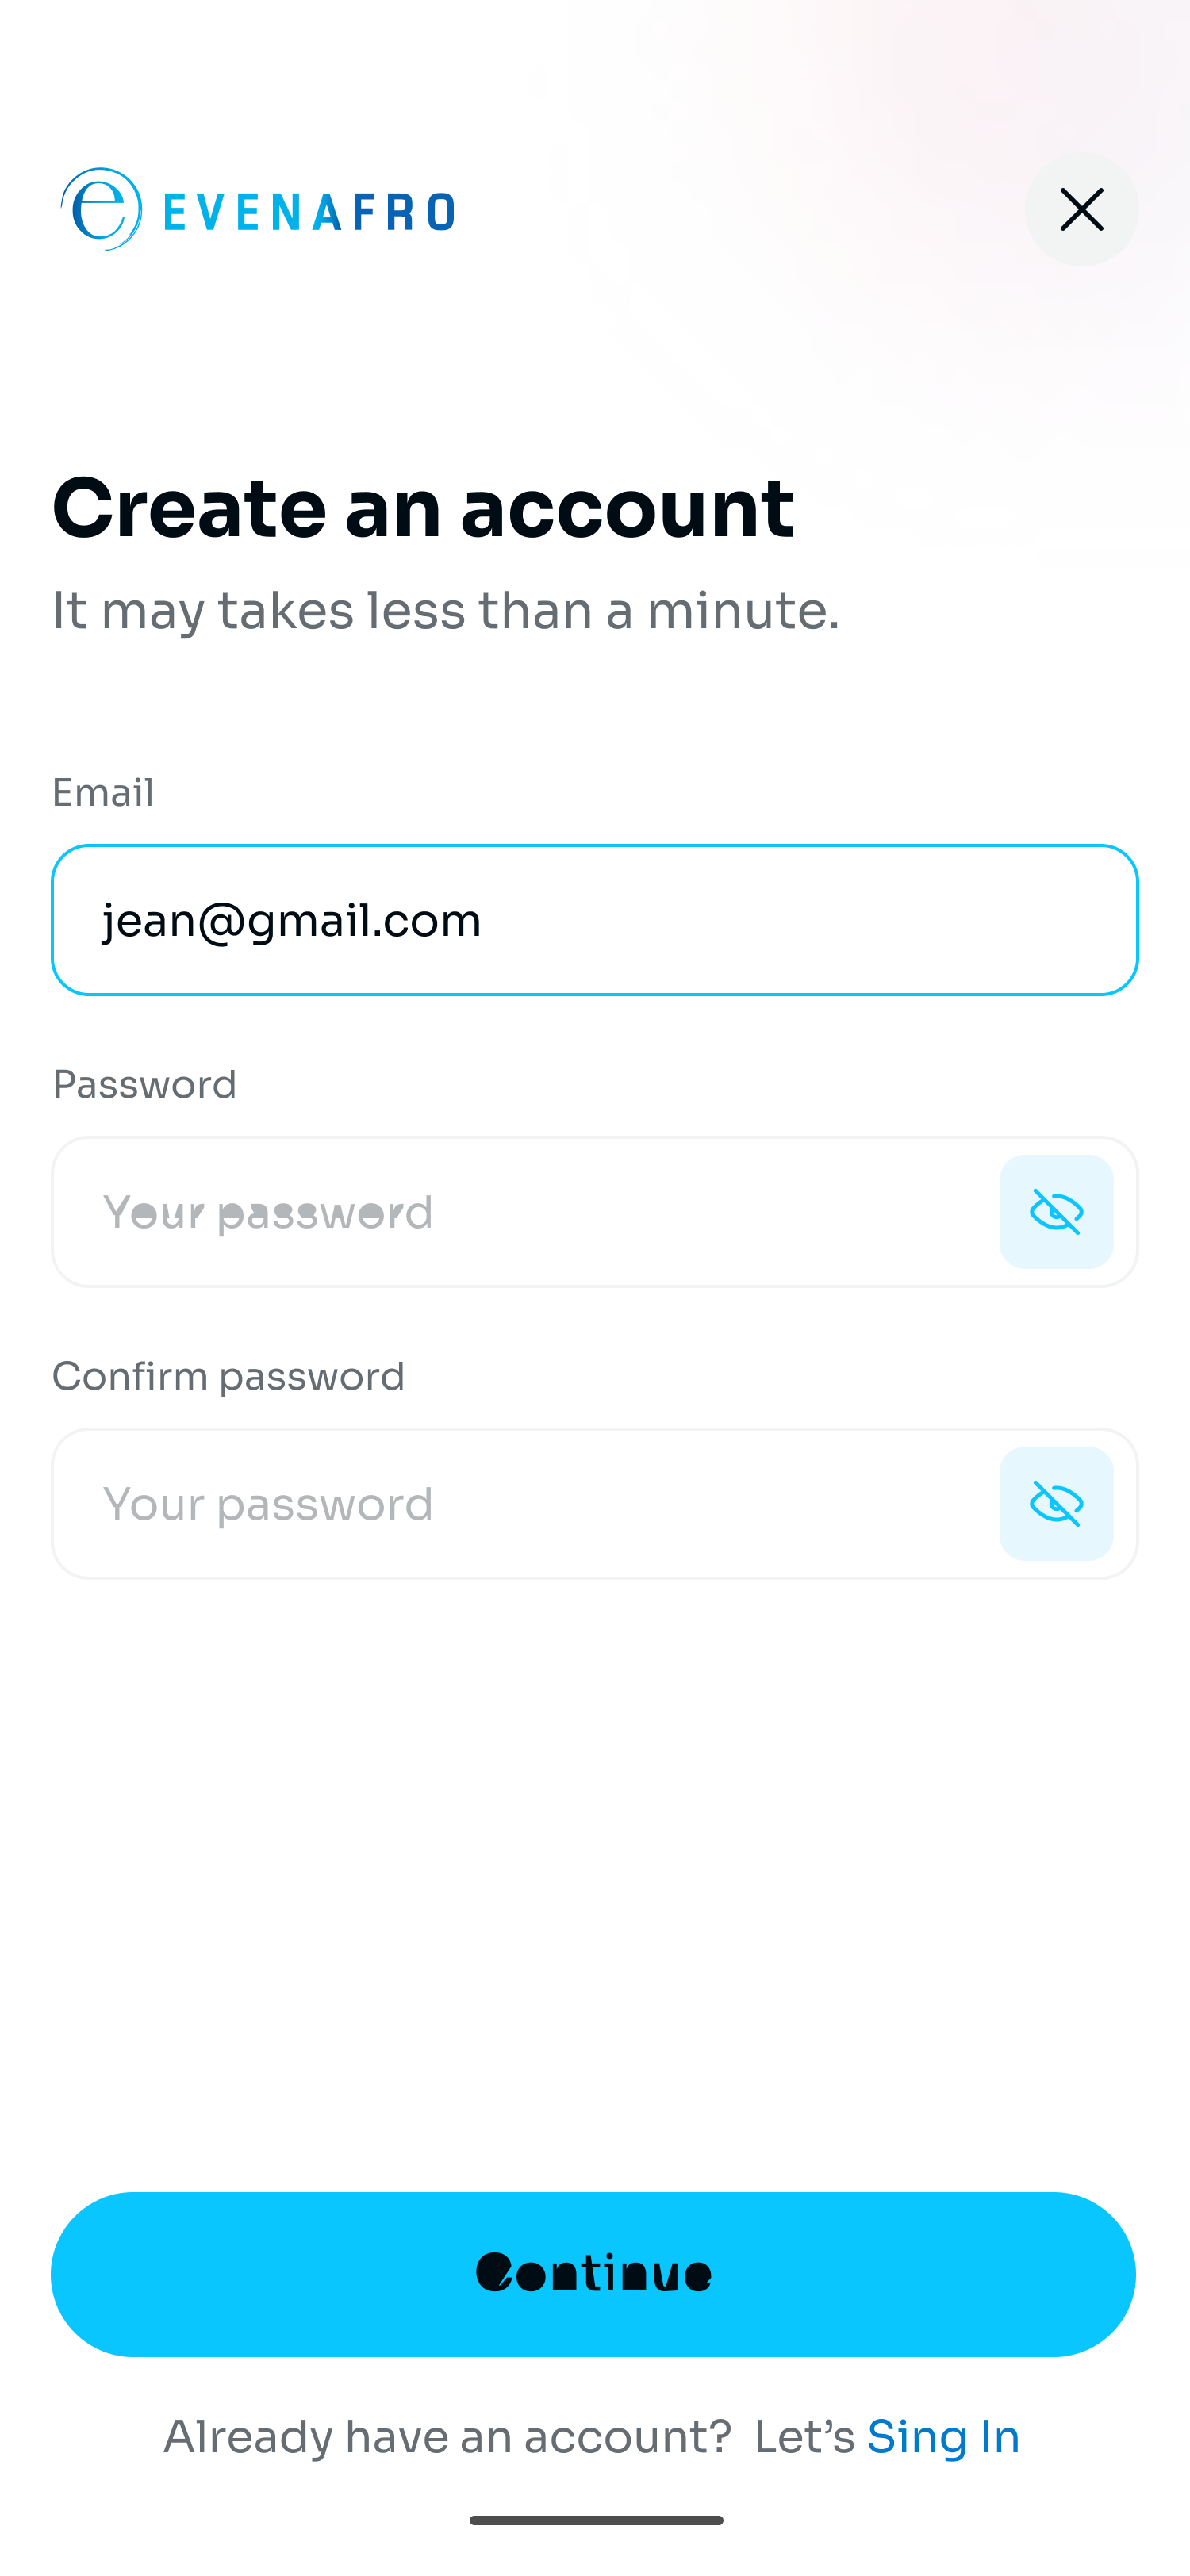 e EVENAFRO
Create an account
It may takes less than a minute.
Email
jean@gmail.com
Password
Your password
Confirm password
Your password
Continue
Already have an account? Let’s Sing In